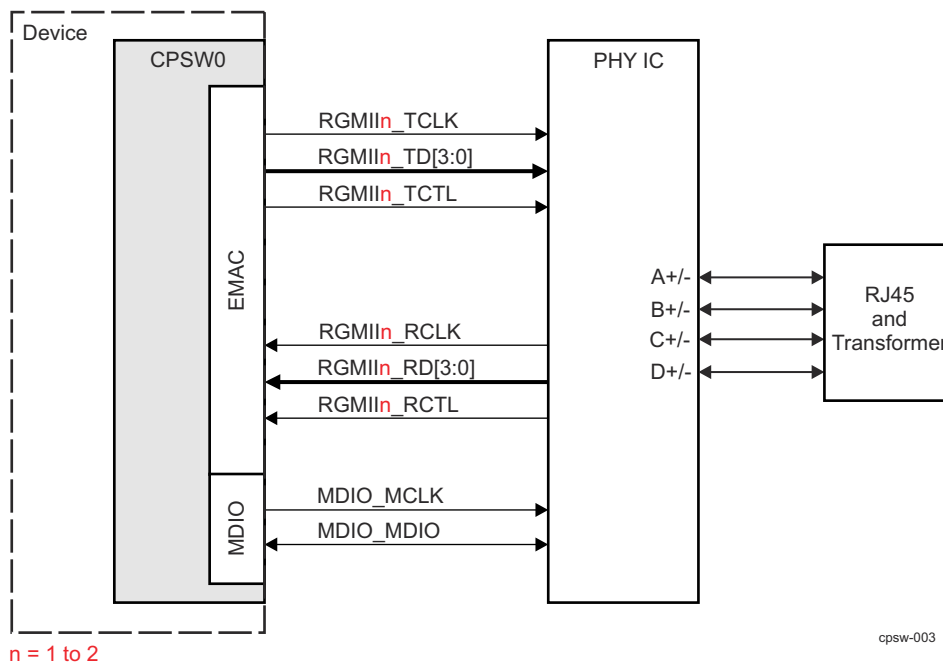 Device
CPSW0
PHY IC
RGMIIn_TCLK
RGMIIn_TD[3:0]
RGMIIn_TCTL
EMAC
A+/-
B+/-
C+/-
D+/-
RJ45
and
Transformer
RGMIIn_RCLK
RGMIIn_RD[3:0]
RGMIIn_RCTL
MDIO
MDIO_MCLK
MDIO_MDIO
cpsw-003
n = 1 to 2